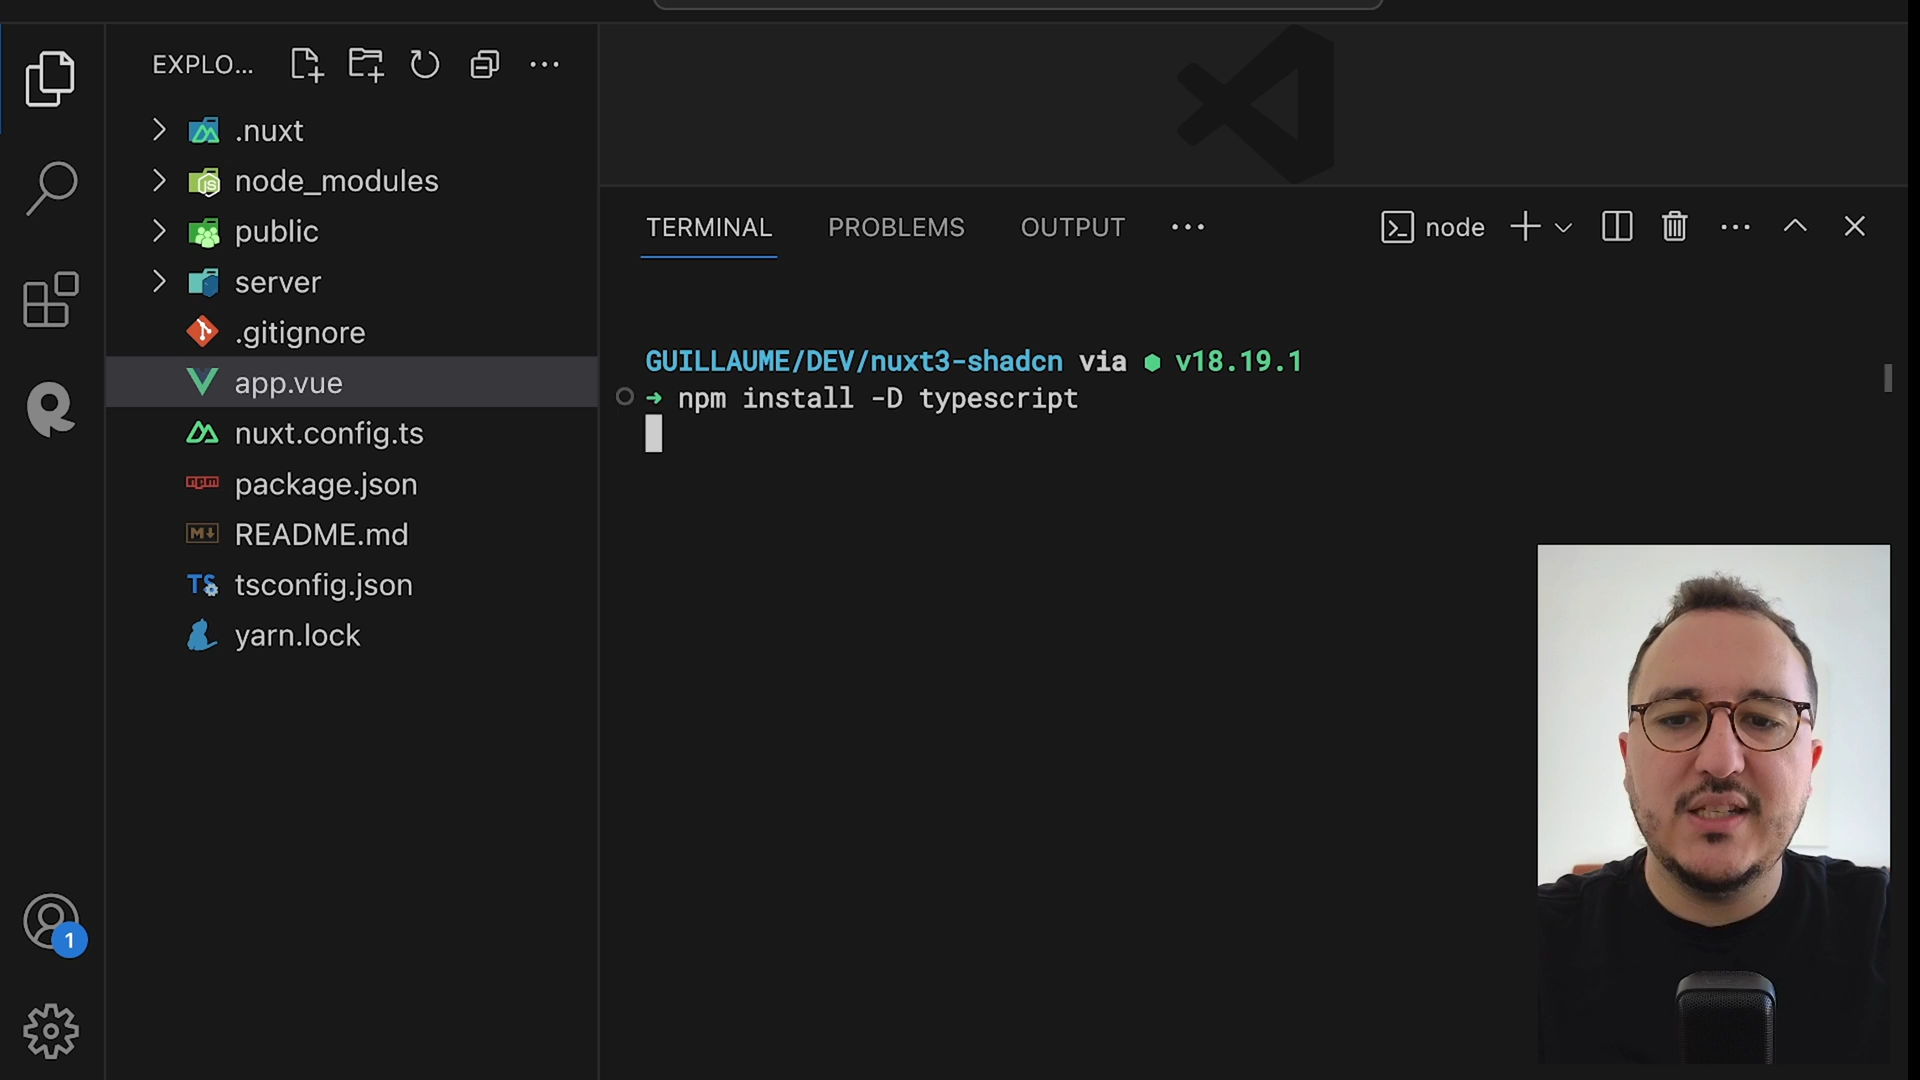 EXPLO...
.nuxt
node_modules
public
server
.gitignore
app.vue
nuxt.config.ts
package.json
README.md
tsconfig.json
yarn.lock
1
TERMINAL PROBLEMS OUTPUT
node
GUILLAUME/DEV/nuxt3-shadcn via v18.19.1
→ npm install -D typescript